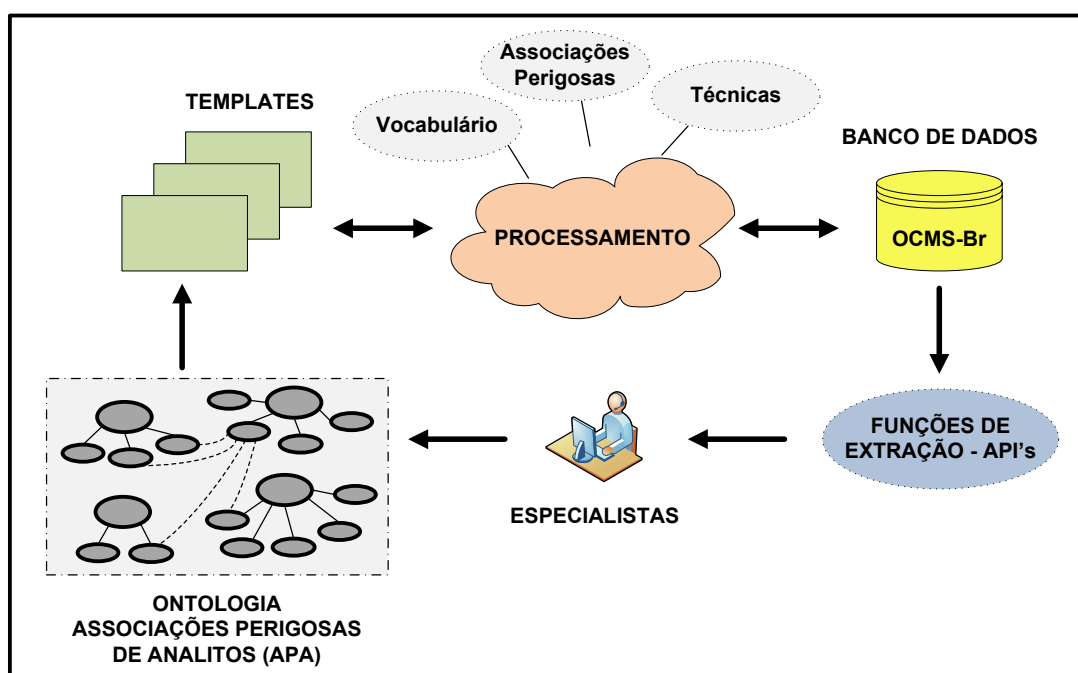 Associações
Perigosas
TEMPLATES
Técnicas
Vocabulário
BANCO DE DADOS
PROCESSAMENTO
OCMS-Br
FUNÇÕES DE
EXTRAÇÃO - API's
ESPECIALISTAS
ONTOLOGIA
ASSOCIAÇÕES PERIGOSAS
DE ANALITOS (APA)